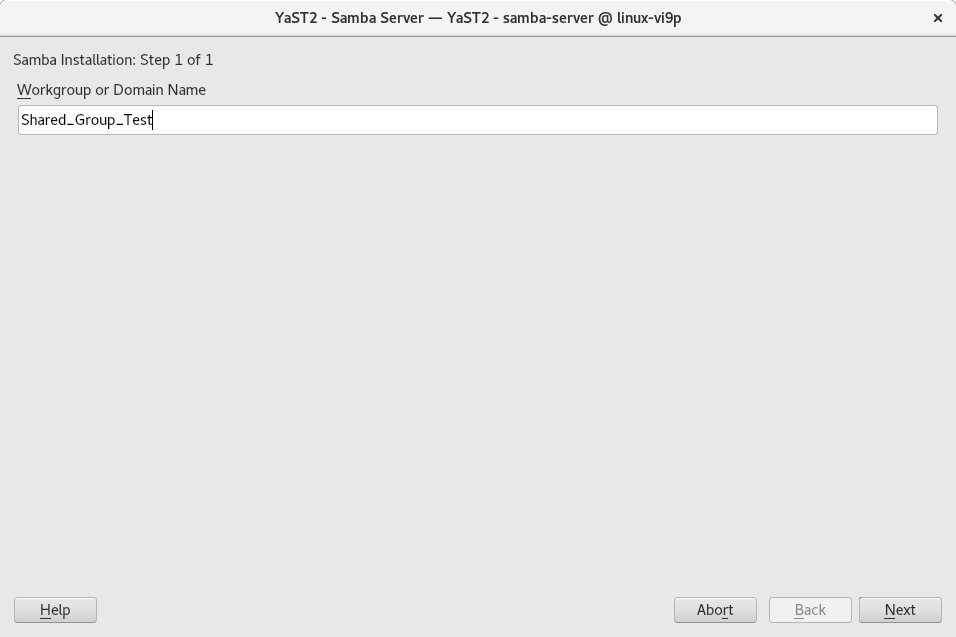 YaST2 - Samba Server — YaST2 - samba-server @ linux-vi9p
Samba Installation: Step 1 of 1
Workgroup or Domain Name
Shared_Group_Test
Help Abort Back Next